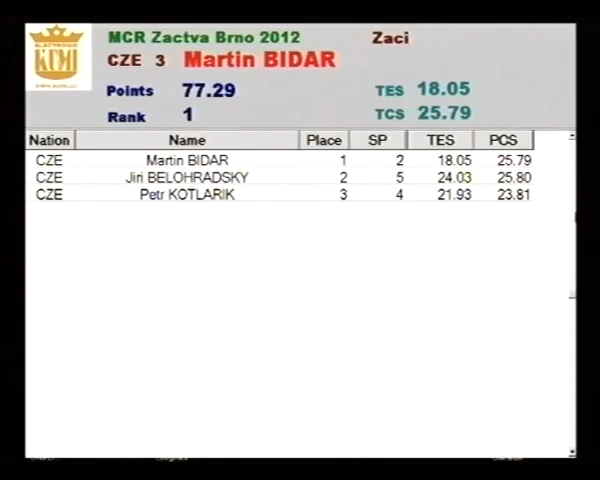 ELECTRONIC
KUMI
MCR Zactva Brno 2012 Zaci
CZE 3 Martin BIDAR
Points 77.29 TES 18.05
Rank 1 TCS 25.79
Nation Name Place SP TES PCS
CZE Martin BIDAR 1 2 18.05 25.79
CZE Jiri BELOHRADSKY 2 5 24.03 25.80
CZE Petr KOTLARIK 3 4 21.93 23.81